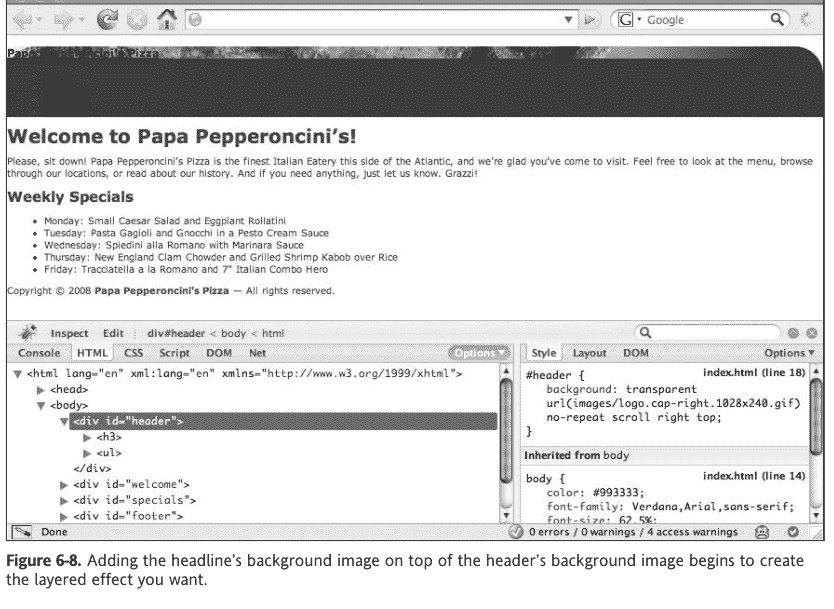 Google
Papa Pepperoncini's Pizza
Welcome to Papa Pepperoncini's!
Please, sit down! Papa Pepperoncini's Pizza is the finest Italian Eatery this side of the Atlantic, and we're glad you've come to visit. Feel free to look at the menu, browse
through our locations, or read about our history. And if you need anything, just let us know. Grazzi!
Weekly Specials
• Monday: Small Caesar Salad and Eggplant Rollatini
• Tuesday: Pasta Gagioli and Gnocchi in a Pesto Cream Sauce
• Wednesday: Spiedini alla Romano with Marinara Sauce
• Thursday: New England Clam Chowder and Grilled Shrimp Kabob over Rice
• Friday: Tracciatella a la Romano and 7" Italian Combo Hero
Copyright © 2008 Papa Pepperoncini's Pizza — All rights reserved.
Inspect Edit div#header < body < html
Console HTML CSS Script DOM Net Options
Style Layout DOM Options
<html lang="en" xml:lang="en" xmlns="http://www.w3.org/1999/xhtml">
<head>
<body>
<div id="header">
<h3>
<ul>
</div>
<div id="welcome">
<div id="specials">
<div id="footer">
#header { index.html (line 18)
background: transparent
url(images/logo.cap-right.1028x240.gif)
no-repeat scroll right top;
}
Inherited from body
body { index.html (line 14)
color: #993333;
font-family: Verdana,Arial,sans-serif;
font-size: 62.5%;
Done
0 errors / 0 warnings / 4 access warnings
Figure 6-8. Adding the headline's background image on top of the header's background image begins to create
the layered effect you want.